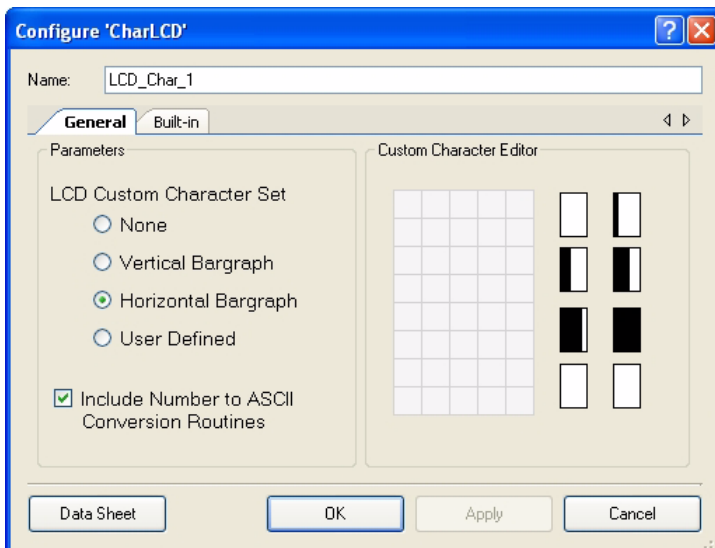 Configure 'CharLCD'
Name: LCD_Char_1
General Built-in
Parameters
LCD Custom Character Set
None
Vertical Bargraph
Horizontal Bargraph
User Defined
Include Number to ASCII
Conversion Routines
Custom Character Editor
Data Sheet OK Apply Cancel